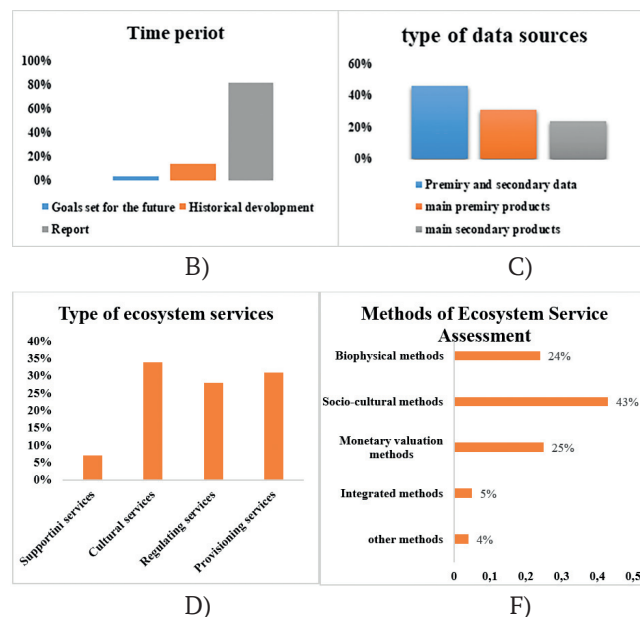 Time periot
100%
80%
60%
40%
20%
0%
Goals set for the future
Historical devolopment
Report
B)
type of data sources
60%
40%
20%
0%
Premiry and secondary data
main premiry products
main secondary products
C)
Type of ecosystem services
40%
35%
30%
25%
20%
15%
10%
5%
0%
Supportini services
Cultural services
Regulating services
Provisioning services
D)
Methods of Ecosystem Service
Assessment
Biophysical methods
24%
Socio-cultural methods
43%
Monetary valuation
methods
25%
Integrated methods
5%
other methods
4%
0
0,1
0,2
0,3
0,4
0,5
F)